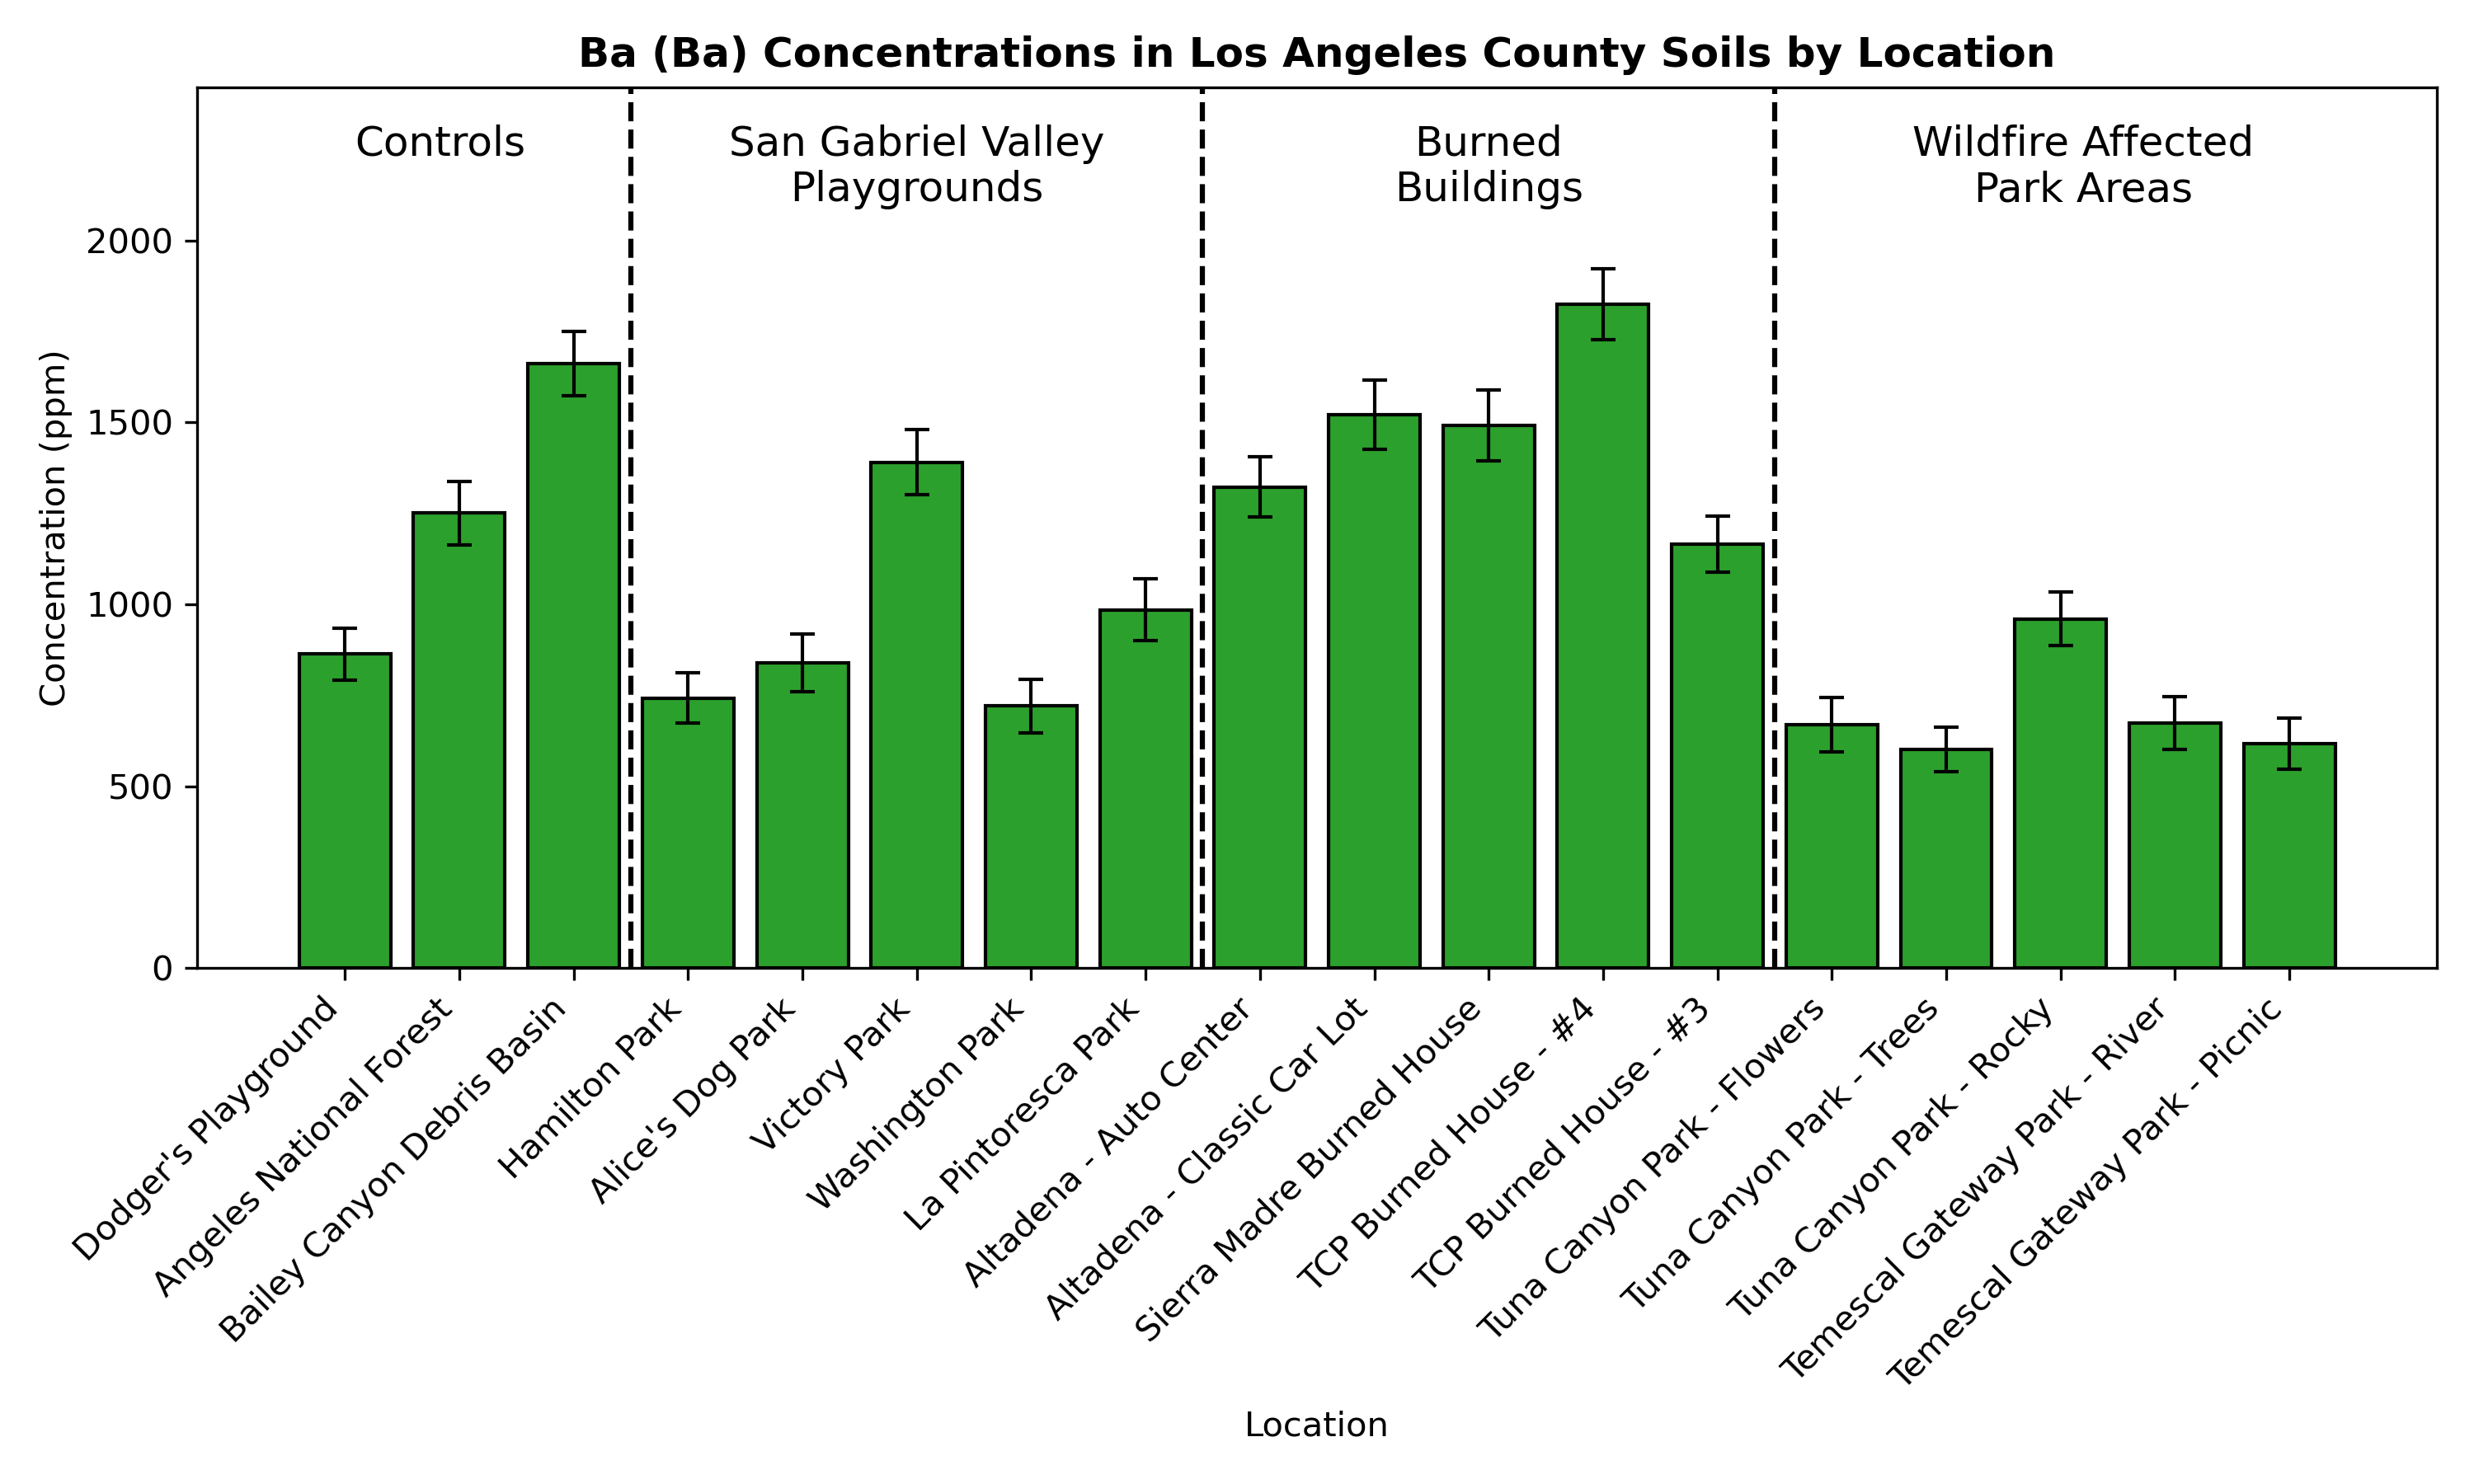 Ba (Ba) Concentrations in Los Angeles County Soils by Location
Controls
San Gabriel Valley
Playgrounds
Burned
Buildings
Wildfire Affected
Park Areas
Concentration (ppm)
2000
1500
1000
500
0
Dodger's Playground
Angeles National Forest
Bailey Canyon Debris Basin
Hamilton Park
Alice's Dog Park
Victory Park
Washington Park
La Pintoresca Park
Altadena - Auto Center
Altadena - Classic Car Lot
Sierra Madre Burned House
TCP Burned House - #4
TCP Burned House - #3
Tuna Canyon Park - Flowers
Tuna Canyon Park - Trees
Tuna Canyon Park - Rocky
Temescal Gateway Park - River
Temescal Gateway Park - Picnic
Location